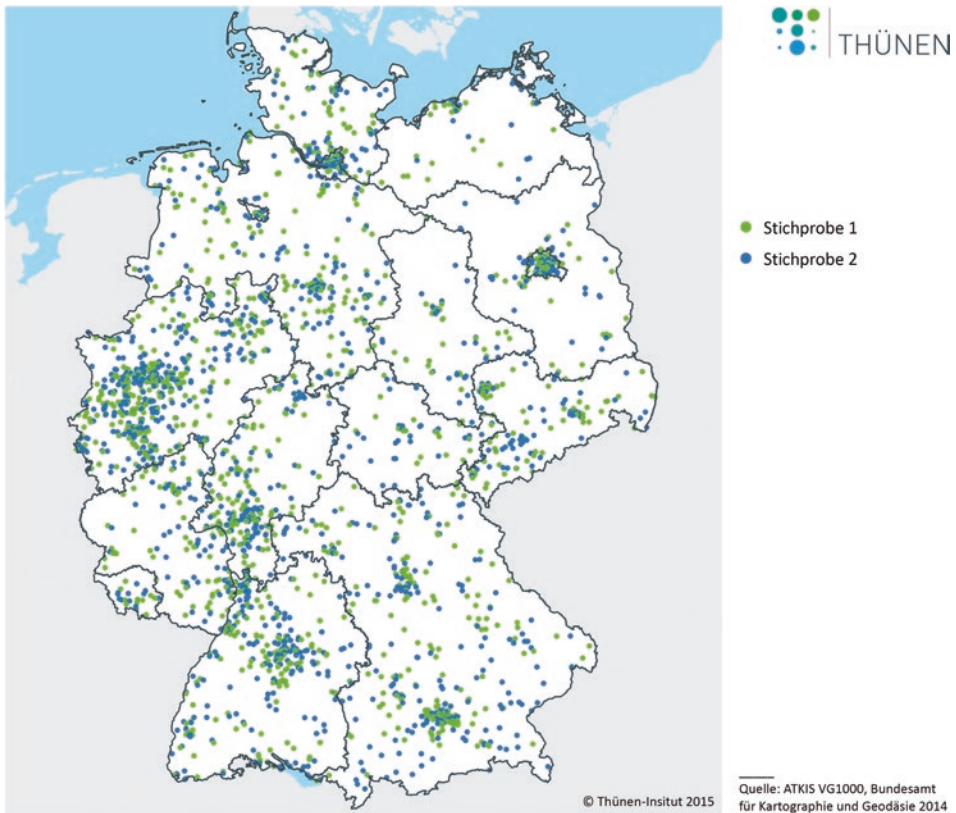 THÜNEN
Stichprobe 1
Stichprobe 2
© Thünen-Insitut 2015
Quelle: ATKIS VG1000, Bundesamt
für Kartographie und Geodäsie 2014